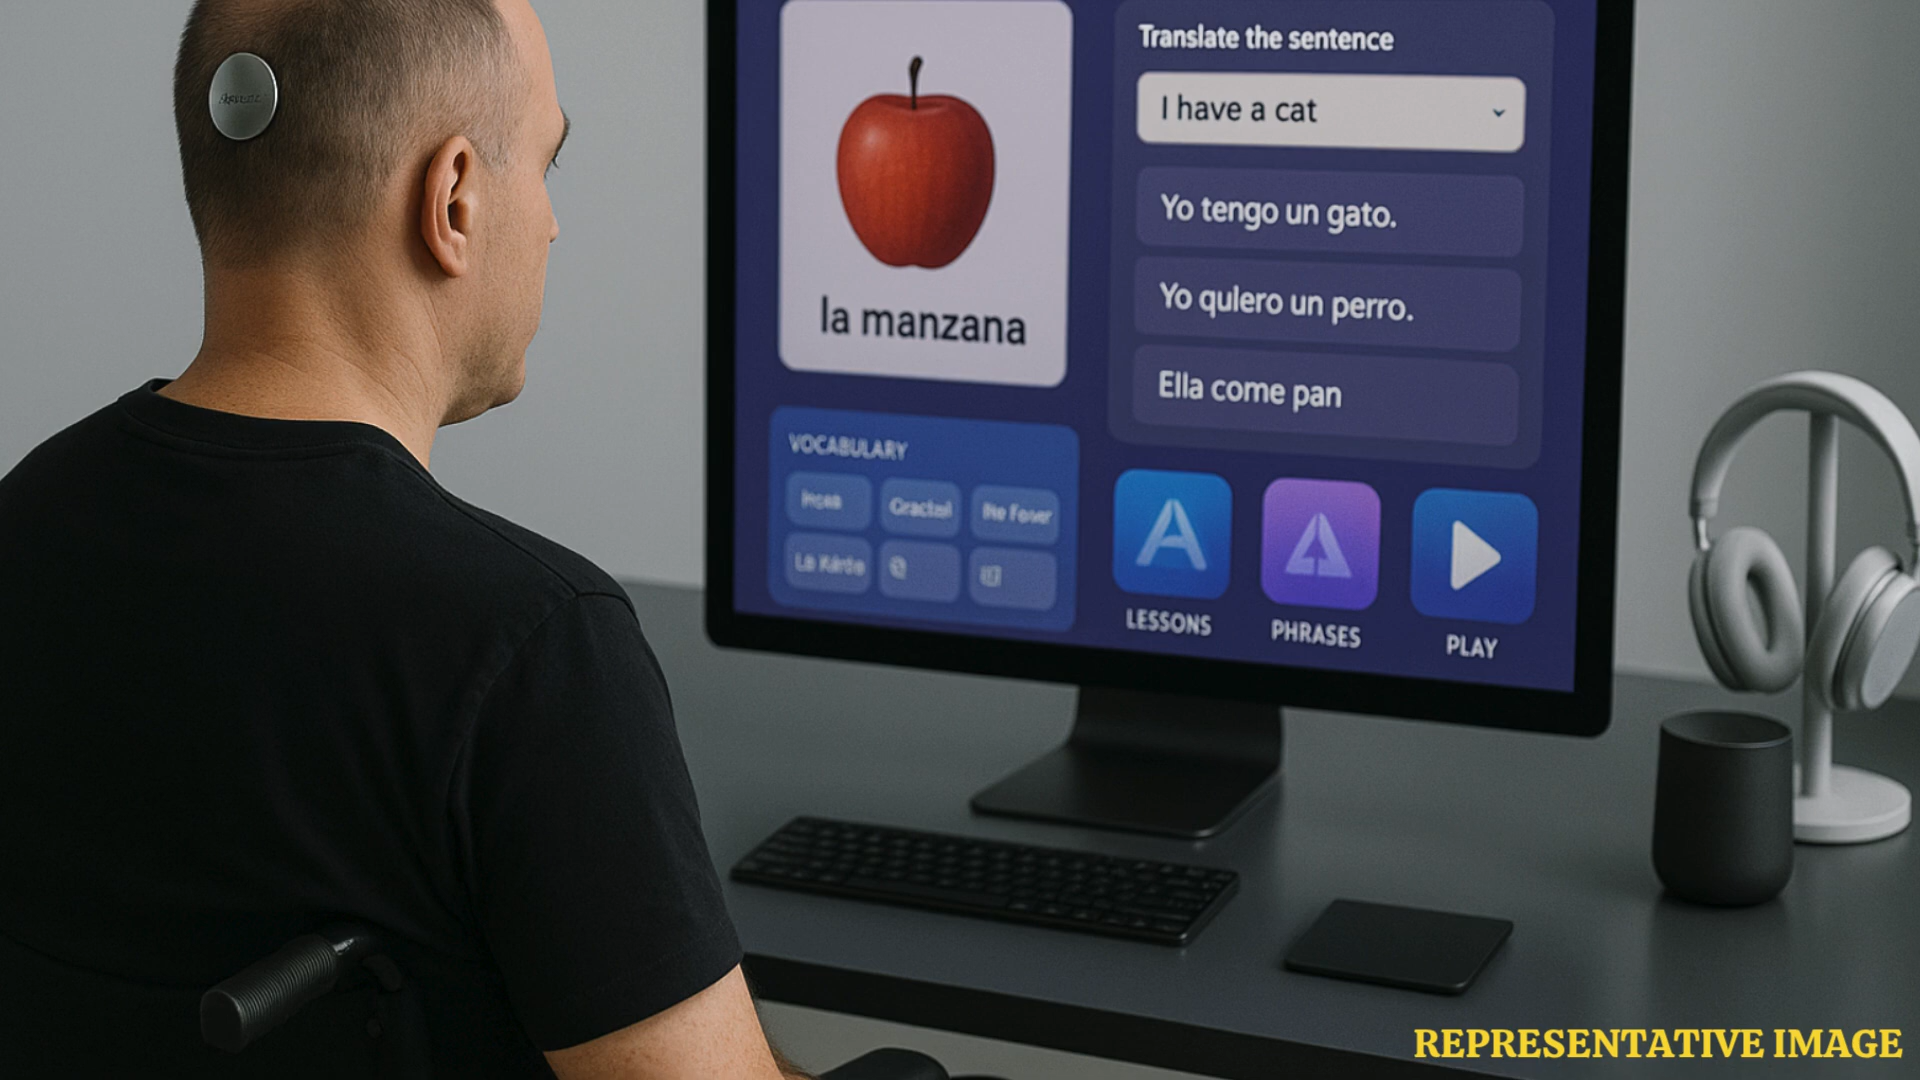 la manzana
Translate the sentence
I have a cat
Yo tengo un gato.
Yo quiero un perro.
Ella come pan
VOCABULARY
LESSONS
PHRASES
PLAY
REPRESENTATIVE IMAGE